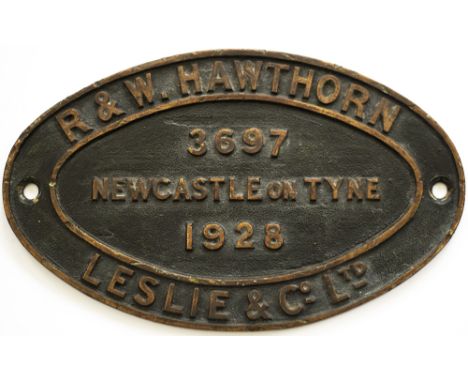 R & W. HAWTHORN
3697
NEWCASTLE ON TYNE
1928
LESLIE & Co. LTD